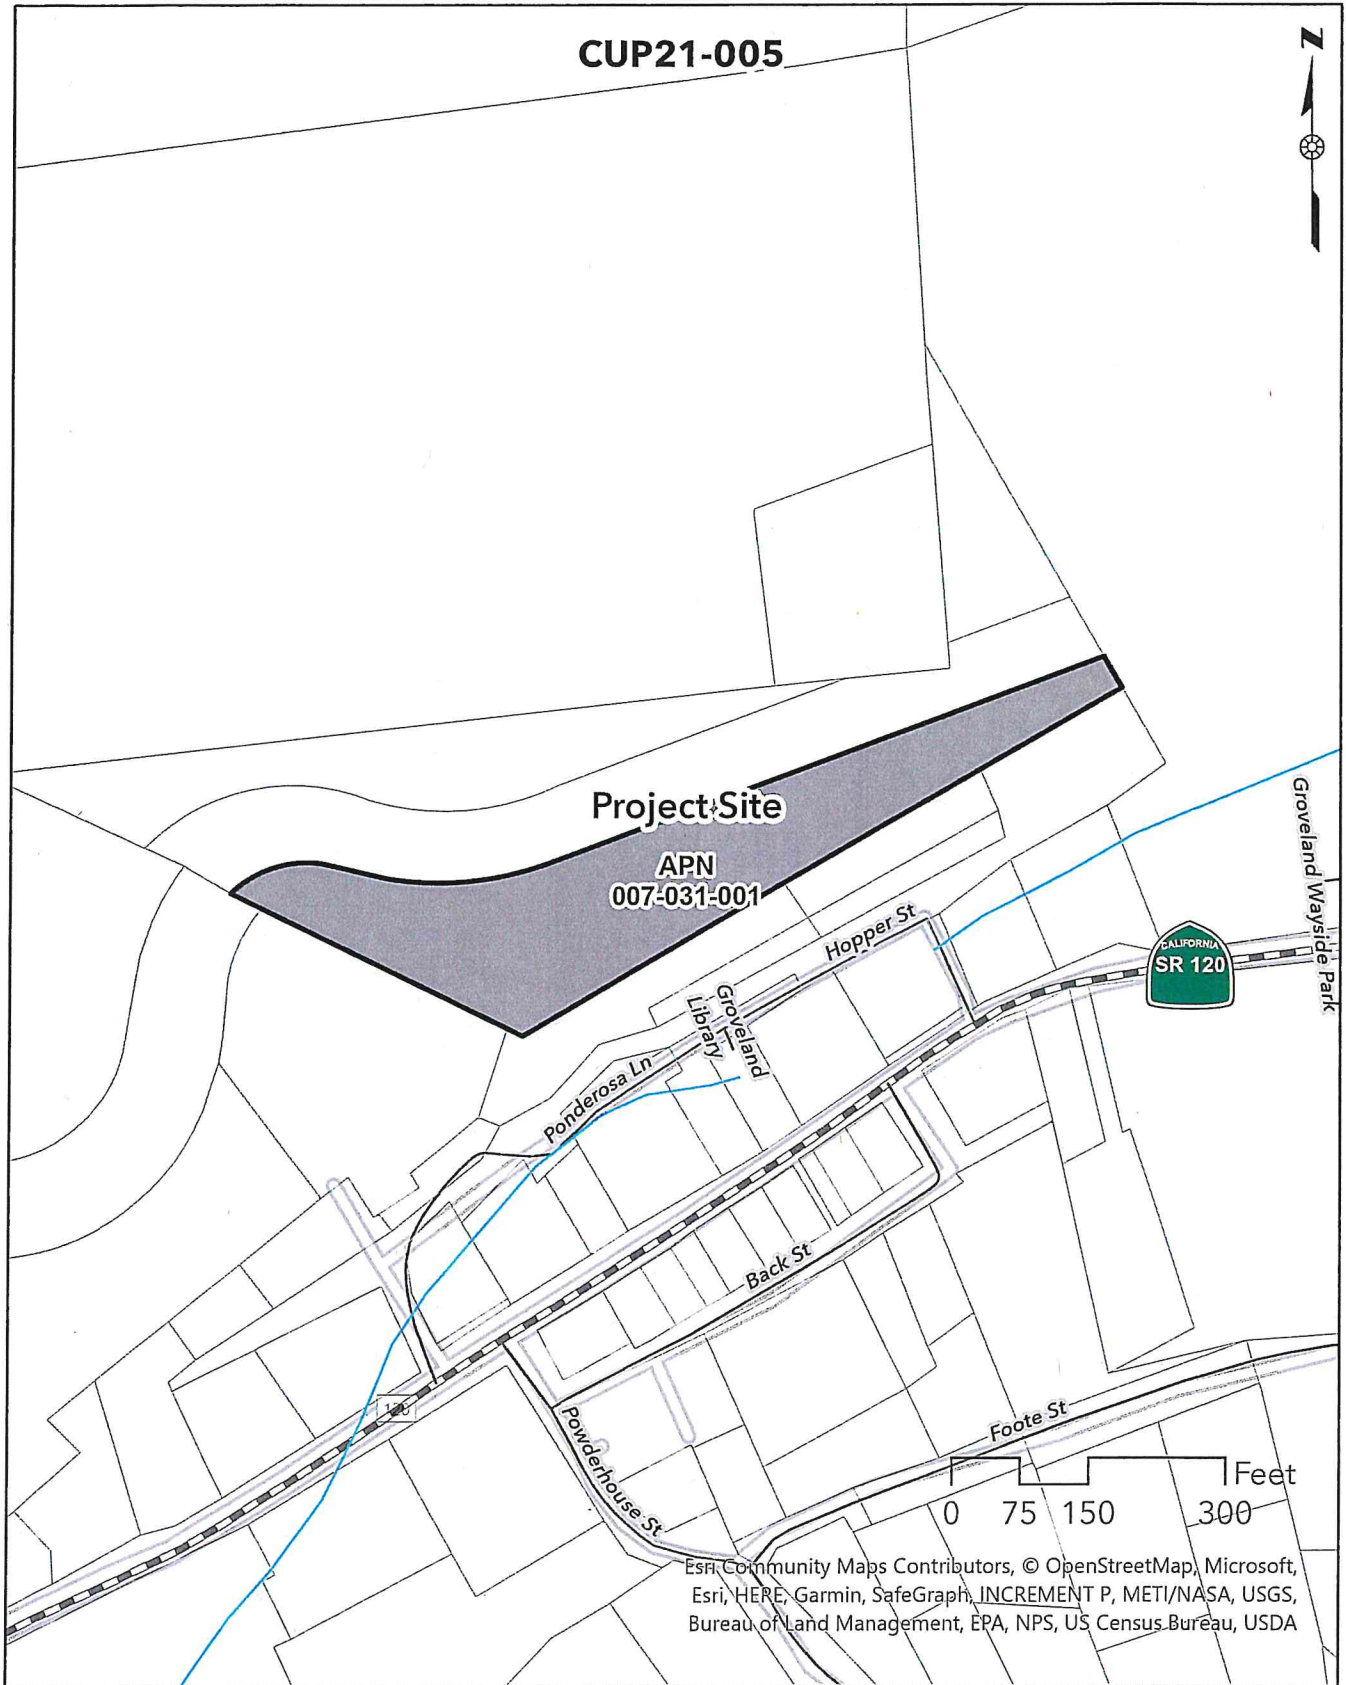 CUP21-005
N
Project Site
APN
007-031-001
Hopper St
Groveland
Library
Ponderosa Ln
CALIFORNIA
SR 120
Groveland Wayside Park
Back St
Powderhouse St
Foote St
Feet
0 75 150 300
Esri Community Maps Contributors, © OpenStreetMap, Microsoft,
Esri, HERE, Garmin, SafeGraph, INCREMENT P, METI/NASA, USGS,
Bureau of Land Management, EPA, NPS, US Census Bureau, USDA